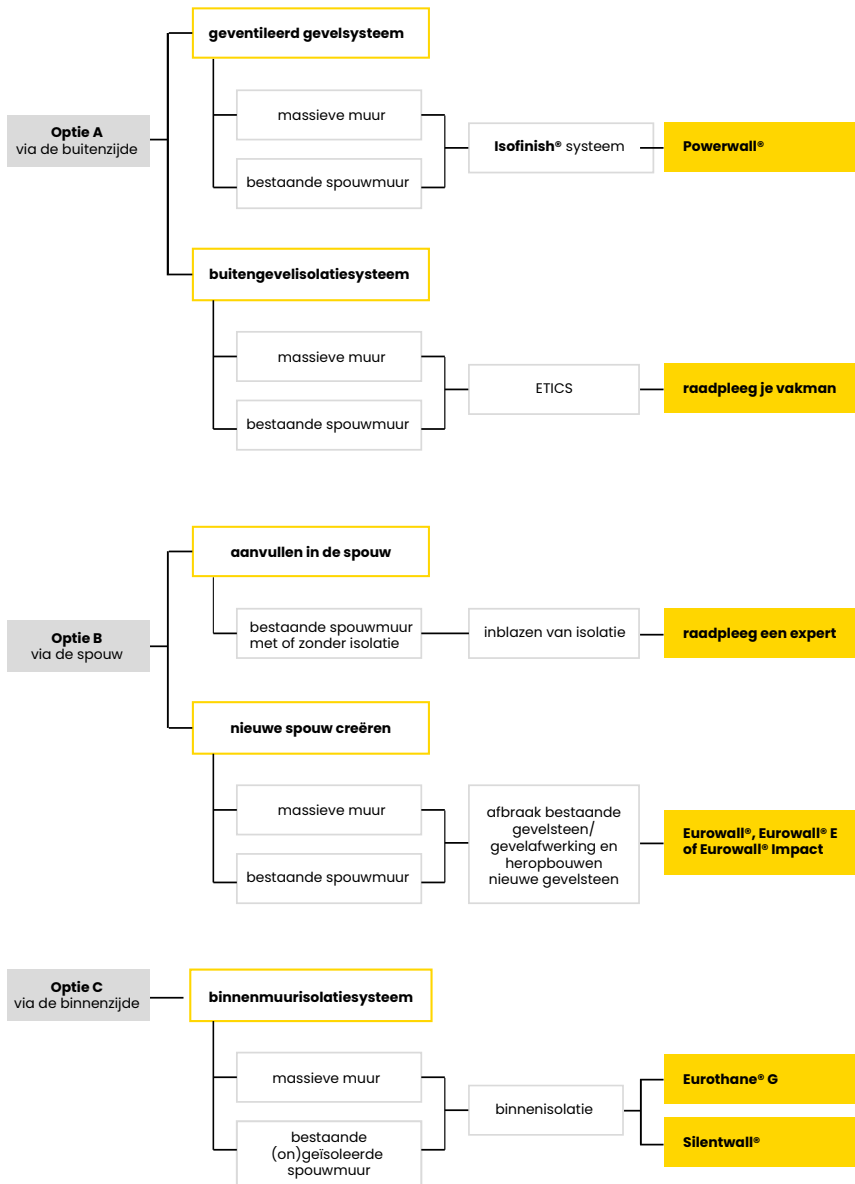 geventileerd gevelsysteem
Optie A
via de buitenzijde
massieve muur
bestaande spouwmuur
Isofinish® systeem
Powerwall®
buitengevelisolatiesysteem
massieve muur
bestaande spouwmuur
ETICS
raadpleeg je vakman
aanvullen in de spouw
Optie B
via de spouw
bestaande spouwmuur
met of zonder isolatie
inblazen van isolatie
raadpleeg een expert
nieuwe spouw creëren
massieve muur
bestaande spouwmuur
afbraak bestaande
gevelsteen/
gevelafwerking en
heropbouwen
nieuwe gevelsteen
Eurowall®, Eurowall® E
of Eurowall® Impact
Optie C
via de binnenzijde
binnenmuurisolatiesysteem
massieve muur
bestaande
(on)geïsoleerde
spouwmuur
binnenisolatie
Eurothane® G
Silentwall®